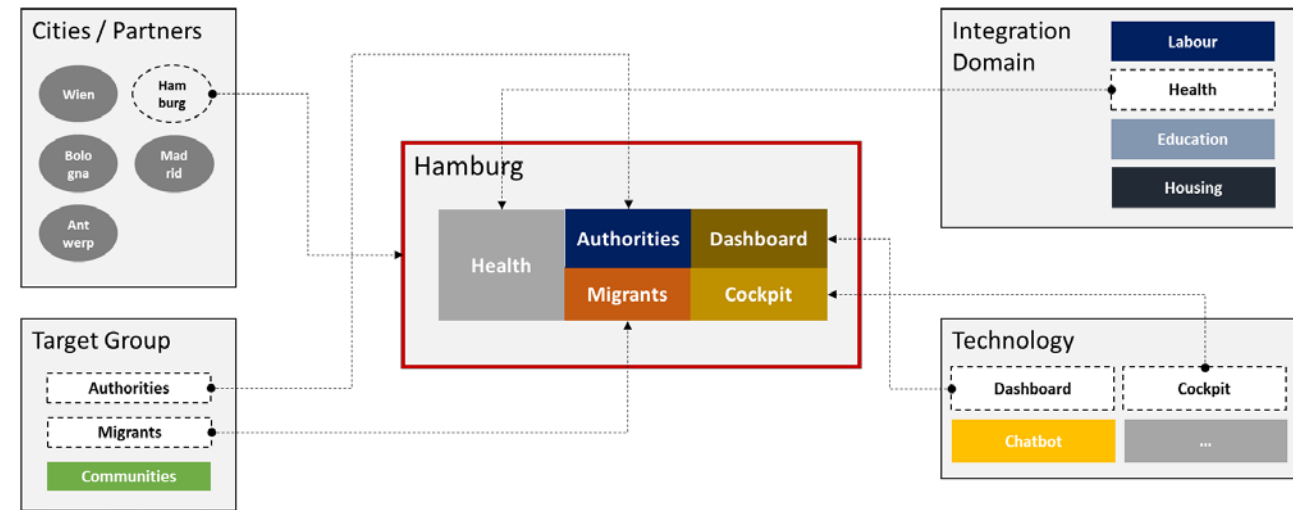 Cities / Partners
Wien
Ham
burg
Bolo
gna
Mad
rid
Ant
werp
Target Group
Authorities
Migrants
Communities
Hamburg
Health
Authorities
Dashboard
Migrants
Cockpit
Integration
Domain
Labour
Health
Education
Housing
Technology
Dashboard
Cockpit
Chatbot
...